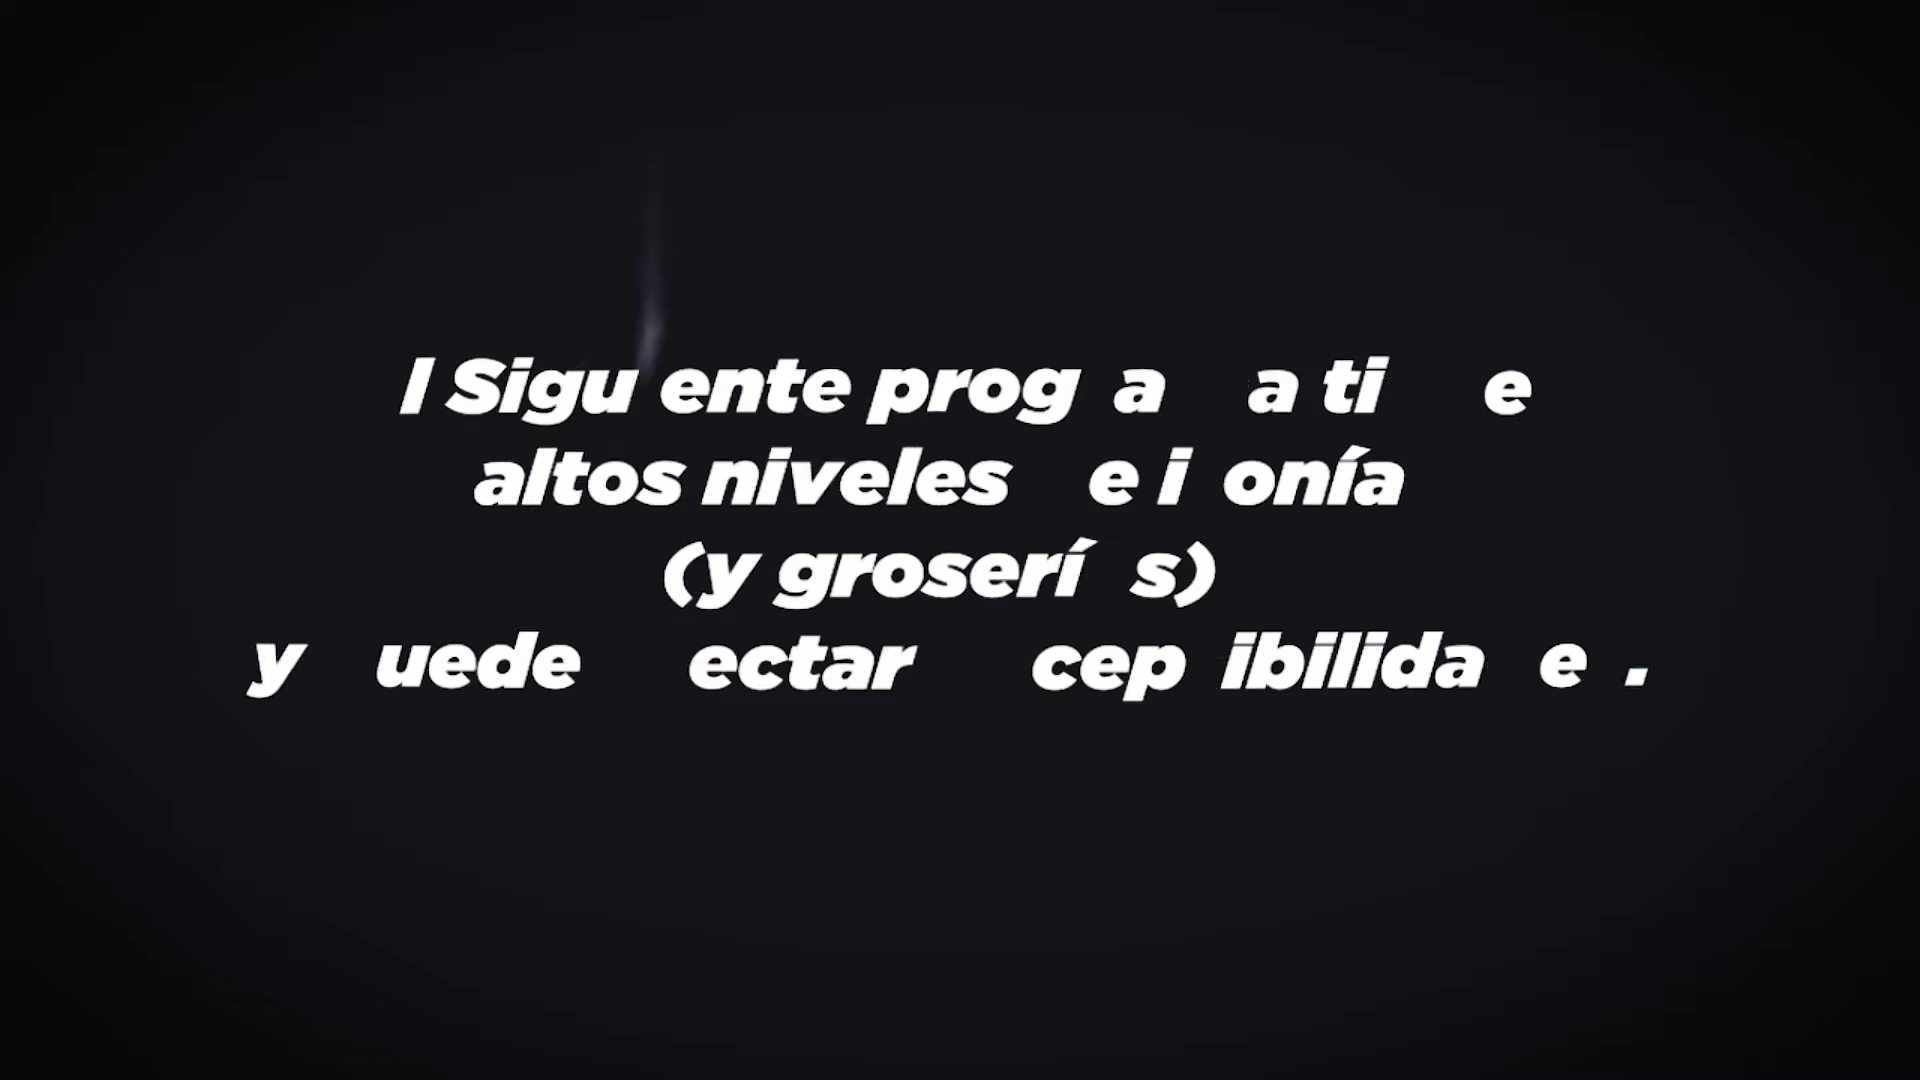 l Sigu ente prog a a ti e
altos niveles e i onía
(y groserí s)
y uede ectar cep ibilida e .